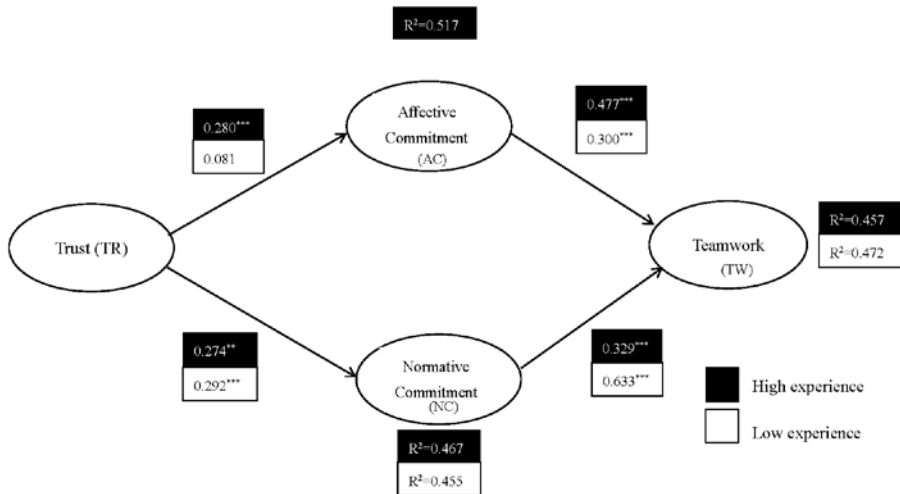 R²=0.517
Affective
Commitment
(AC)
0.280***
0.081
0.477***
0.300***
Trust (TR)
Teamwork
(TW)
R²=0.457
R²=0.472
0.274**
0.292***
Normative
Commitment
(NC)
0.329***
0.633***
R²=0.467
R²=0.455
High experience
Low experience